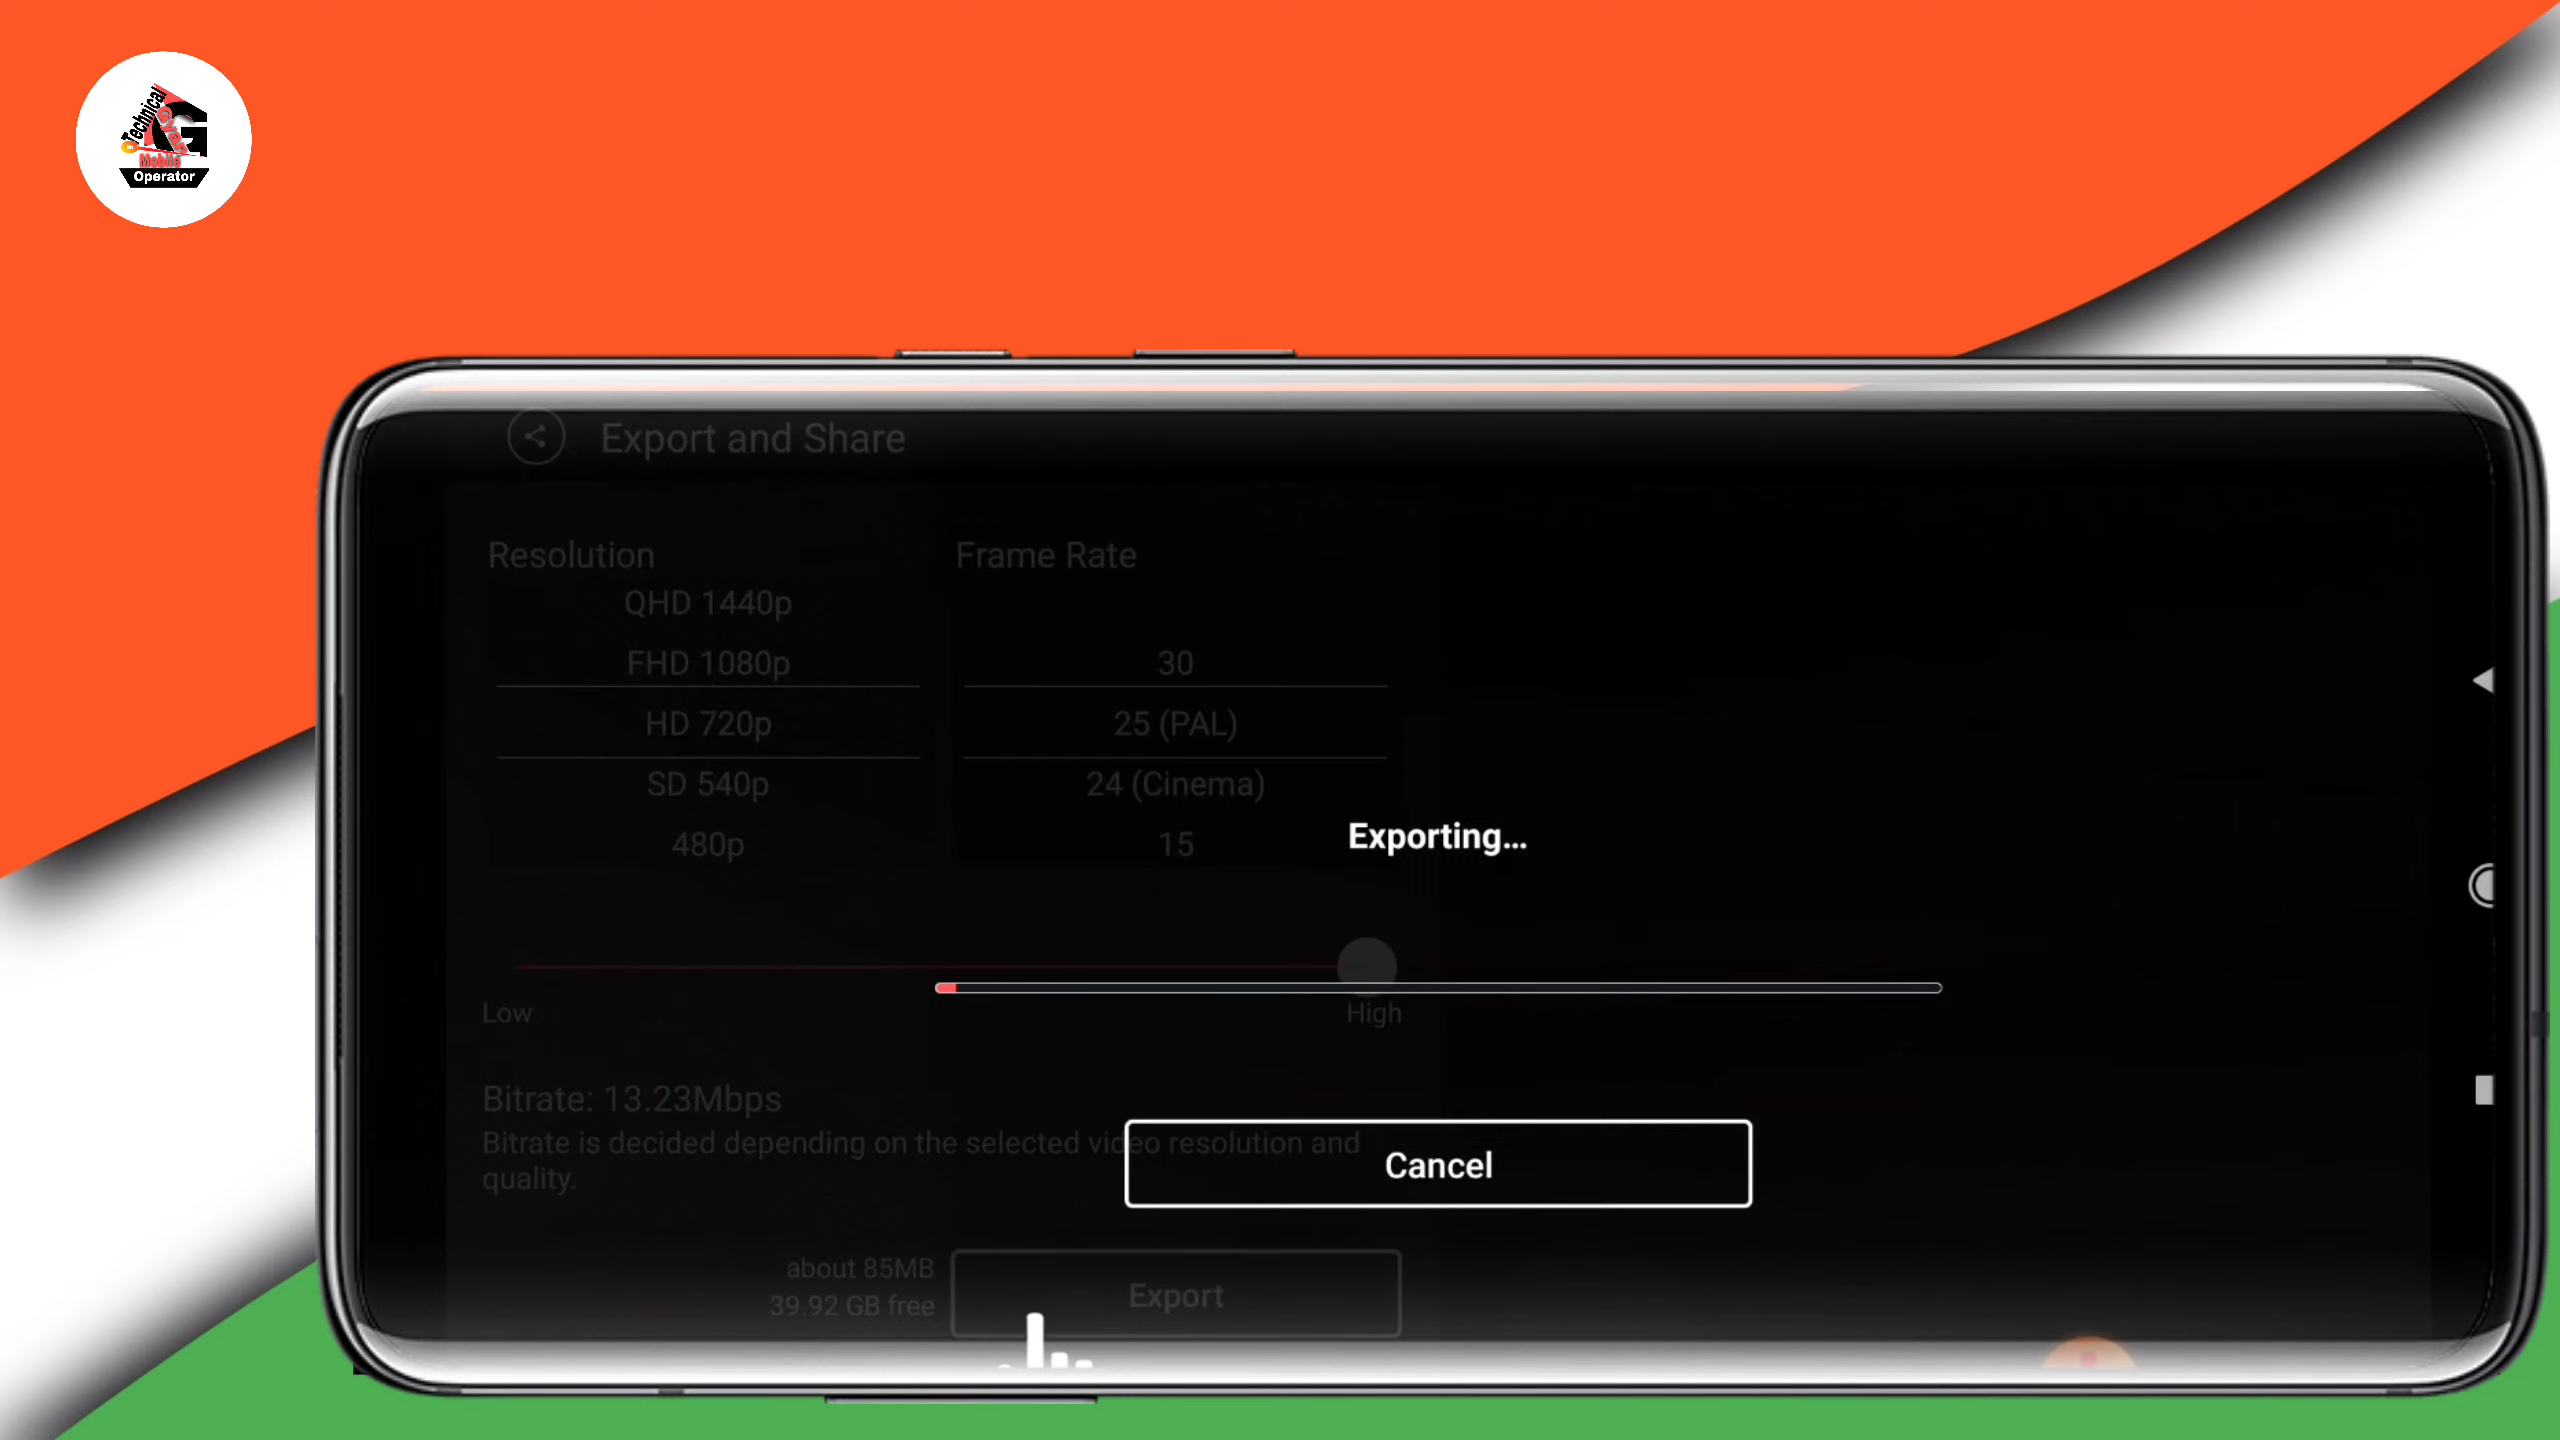 Technical
Gyan
Mobile
Operator
Export and Share
Resolution
Frame Rate
QHD 1440p
FHD 1080p
30
HD 720p
25 (PAL)
SD 540p
24 (Cinema)
480p
15
Exporting...
Low
High
Bitrate: 13.23Mbps
Bitrate is decided depending on the selected video resolution and
quality.
Cancel
about 85MB
39.92 GB free
Export